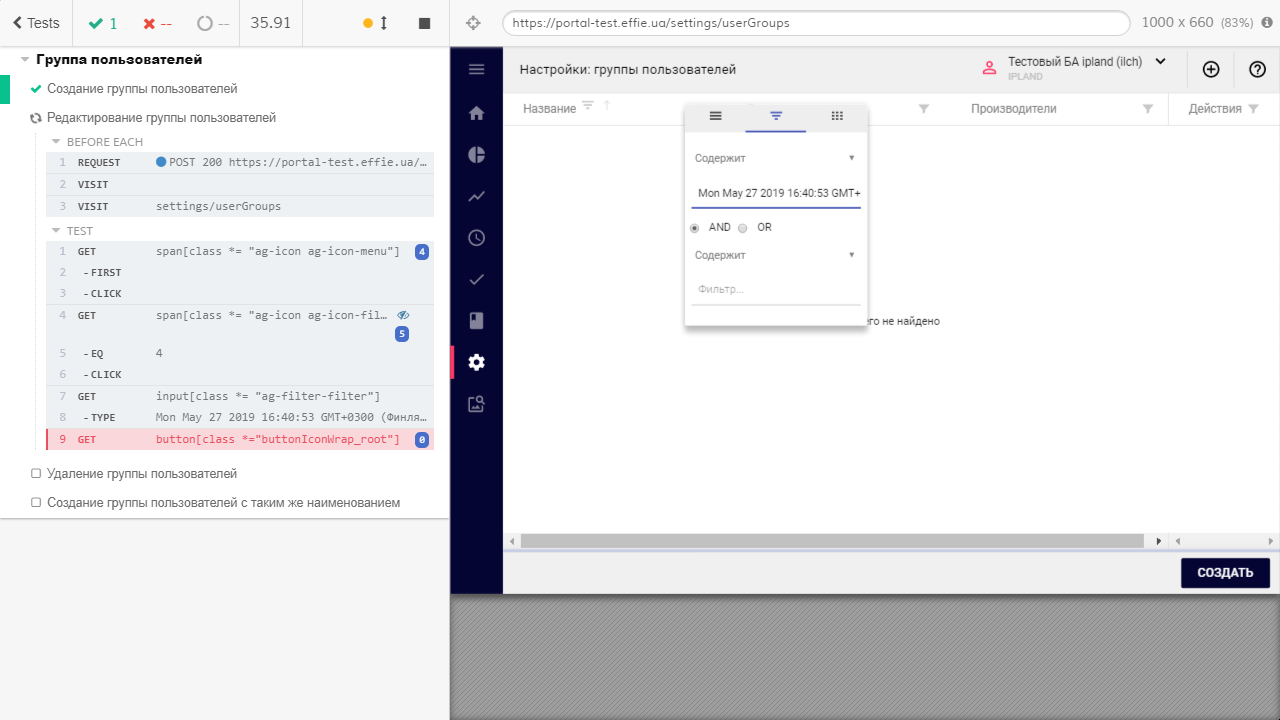 Tests
1
--
--
35.91
https://portal-test.effie.ua/settings/userGroups
1000 x 660 (83%)
Группа пользователей
Создание группы пользователей
Редактирование группы пользователей
BEFORE EACH
1 REQUEST POST 200 https://portal-test.effie.ua/…
2 VISIT
3 VISIT settings/userGroups
TEST
1 GET span[class *= "ag-icon ag-icon-menu"] 4
2 -FIRST
3 -CLICK
4 GET span[class *= "ag-icon ag-icon-fil…
5
5 -EQ 4
6 -CLICK
7 GET input[class *= "ag-filter-filter"]
8 -TYPE Mon May 27 2019 16:40:53 GMT+0300 (Финля…
9 GET button[class *="buttonIconWrap_root"] 0
Удаление группы пользователей
Создание группы пользователей с таким же наименованием
Настройки: группы пользователей
Тестовый БА ipland (ilch)
IPLAND
Название
Производители
Действия
Содержит
Mon May 27 2019 16:40:53 GMT+
AND
OR
Содержит
Фильтр...
его не найдено
СОЗДАТЬ